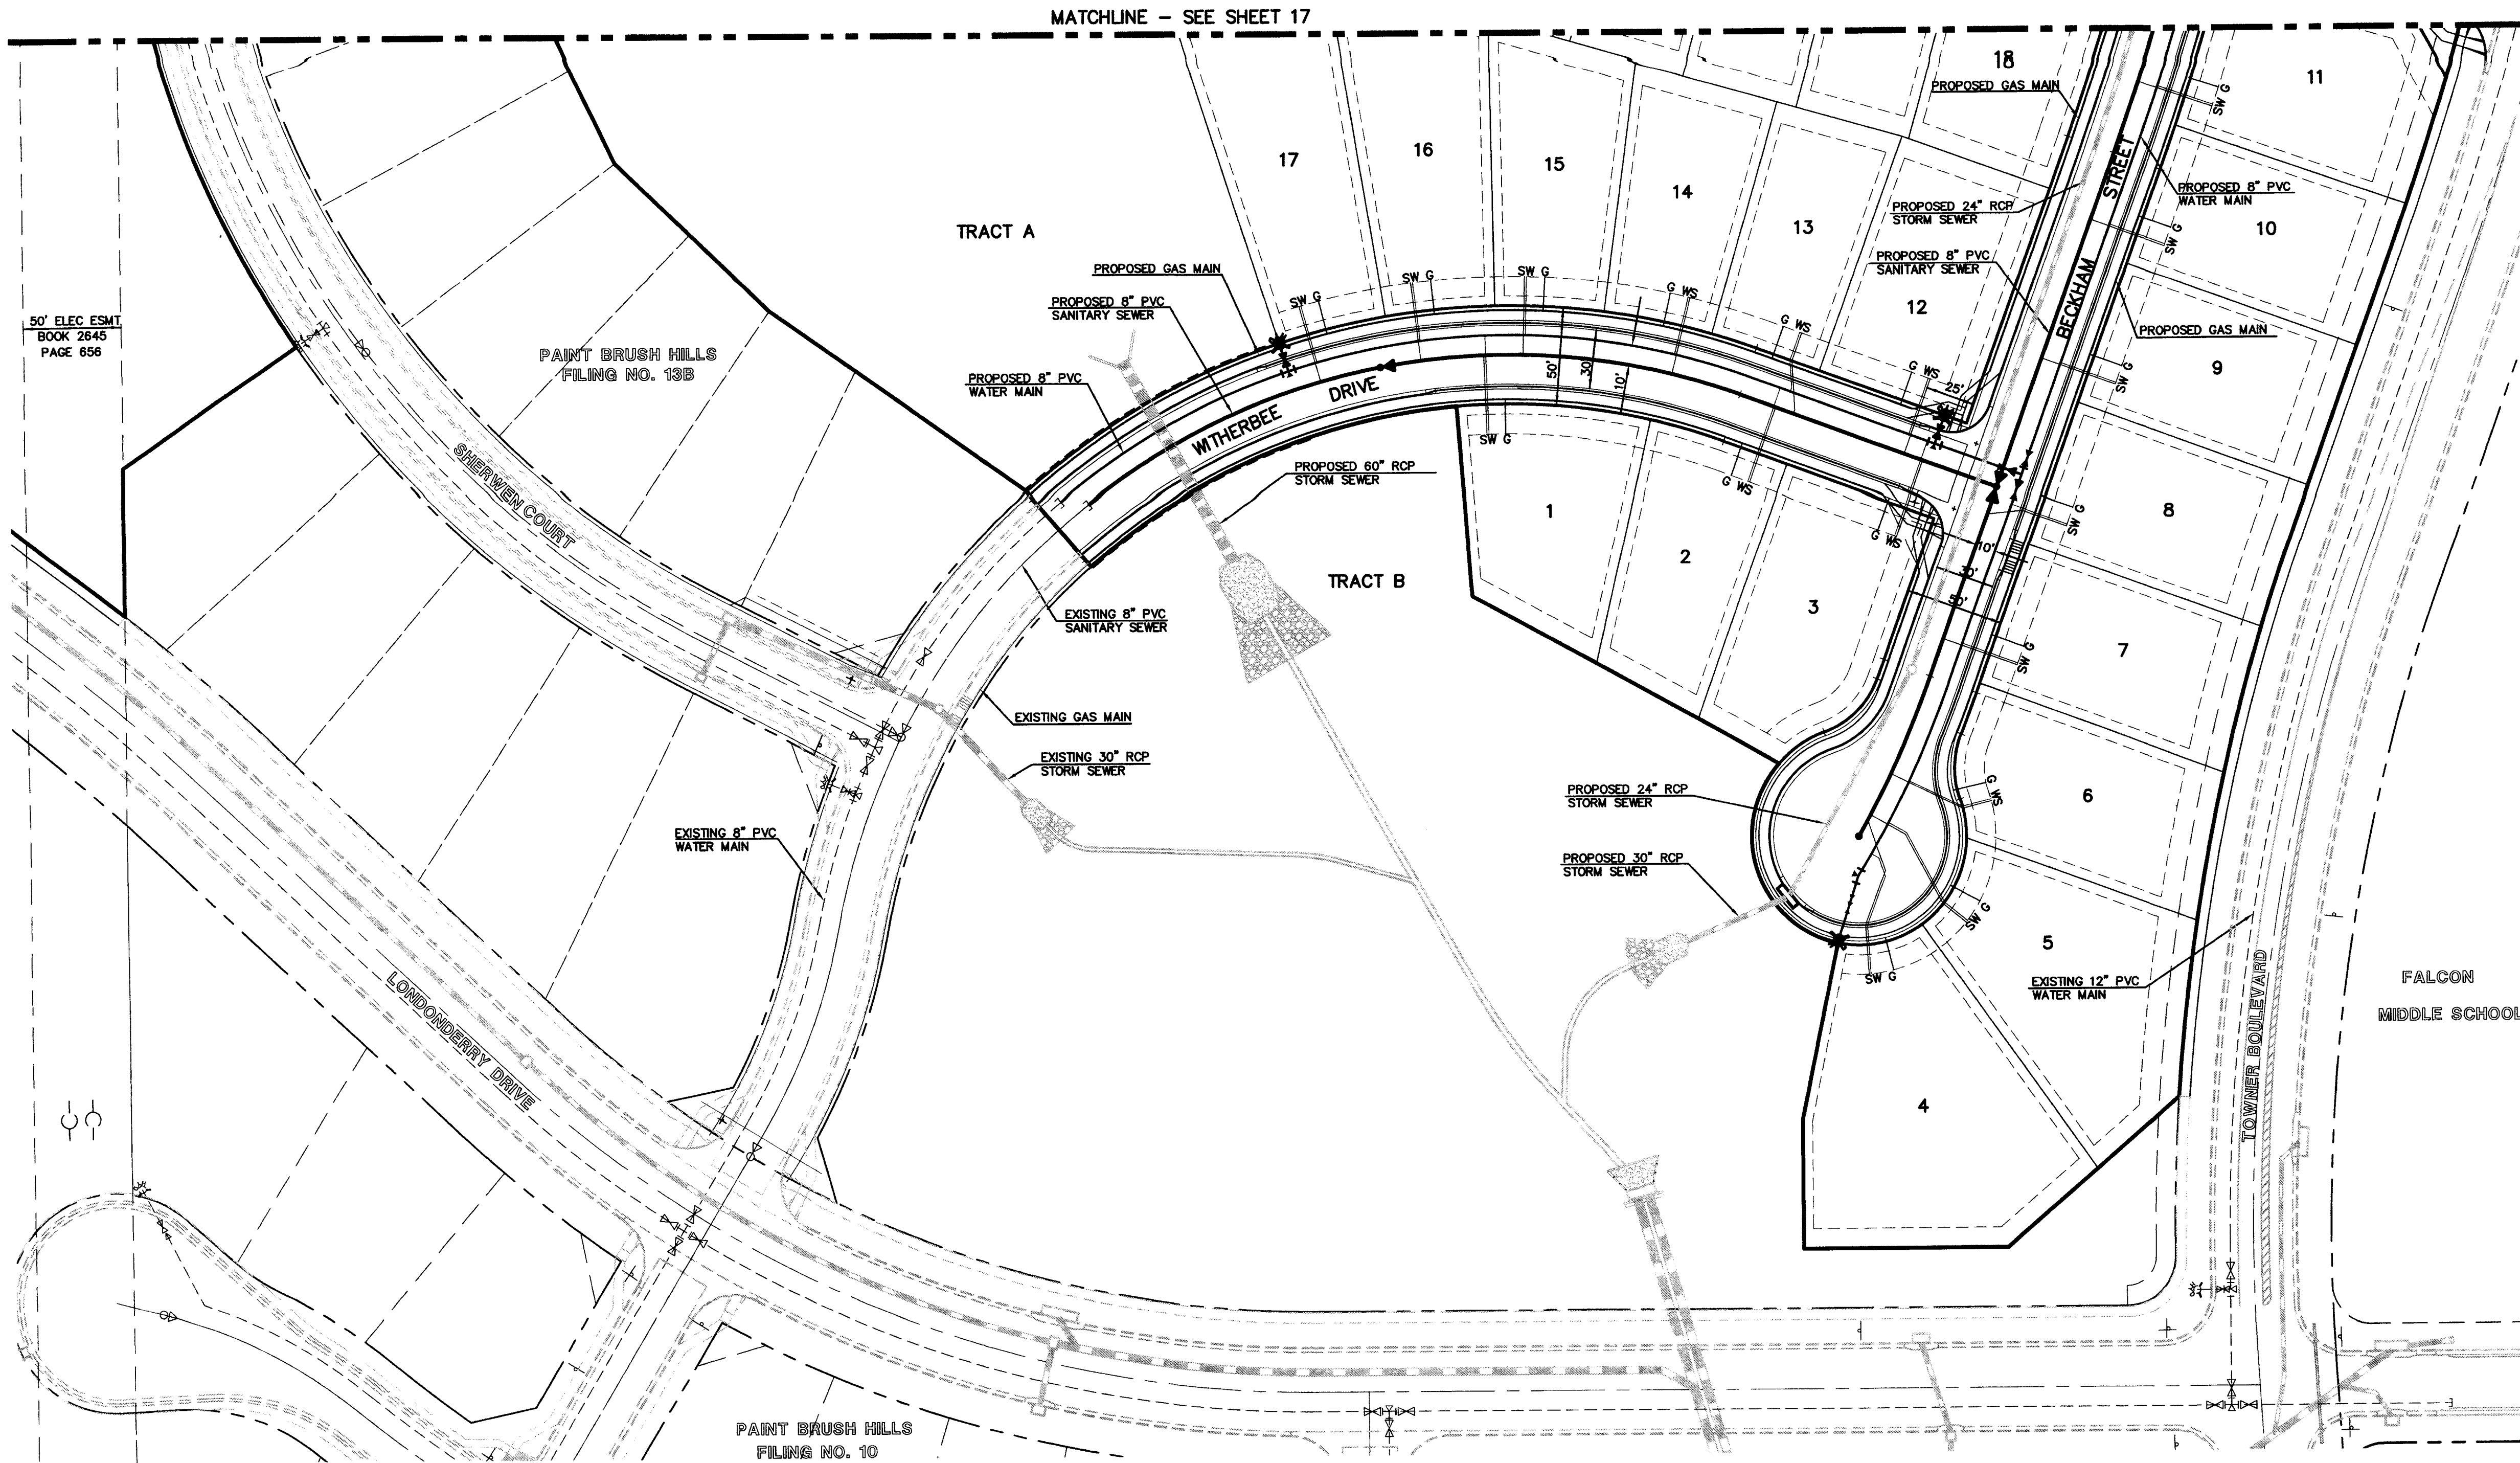 MATCHLINE - SEE SHEET 17
18
PROPOSED GAS MAIN
11
SW G
17
16
15
14
13
STREET
PROPOSED 8" PVC
WATER MAIN
PROPOSED 24" RCP
STORM SEWER
10
SW G
TRACT A
PROPOSED GAS MAIN
PROPOSED 8" PVC
SANITARY SEWER
PROPOSED 8" PVC
SANITARY SEWER
BECKHAM
SW G
SW G
SW G
G WS
12
PROPOSED GAS MAIN
50' ELEC ESMT
BOOK 2645
PAGE 656
PAINT BRUSH HILLS
FILING NO. 13B
G WS
9
SW G
PROPOSED 8" PVC
WATER MAIN
WITHERBEE DRIVE
50'
30'
10'
G WS
25'
SW G
SHERWEN COURT
PROPOSED 60" RCP
STORM SEWER
G WS
1
8
SW G
G WS
10'
2
TRACT B
30'
50'
3
EXISTING 8" PVC
SANITARY SEWER
7
SW G
EXISTING GAS MAIN
EXISTING 30" RCP
STORM SEWER
PROPOSED 24" RCP
STORM SEWER
G WS
6
EXISTING 8" PVC
WATER MAIN
PROPOSED 30" RCP
STORM SEWER
SW G
5
SW G
EXISTING 12" PVC
WATER MAIN
FALCON
MIDDLE SCHOOL
LONDONDERRY DRIVE
TOWNER BOULEVARD
4
PAINT BRUSH HILLS
FILING NO. 10